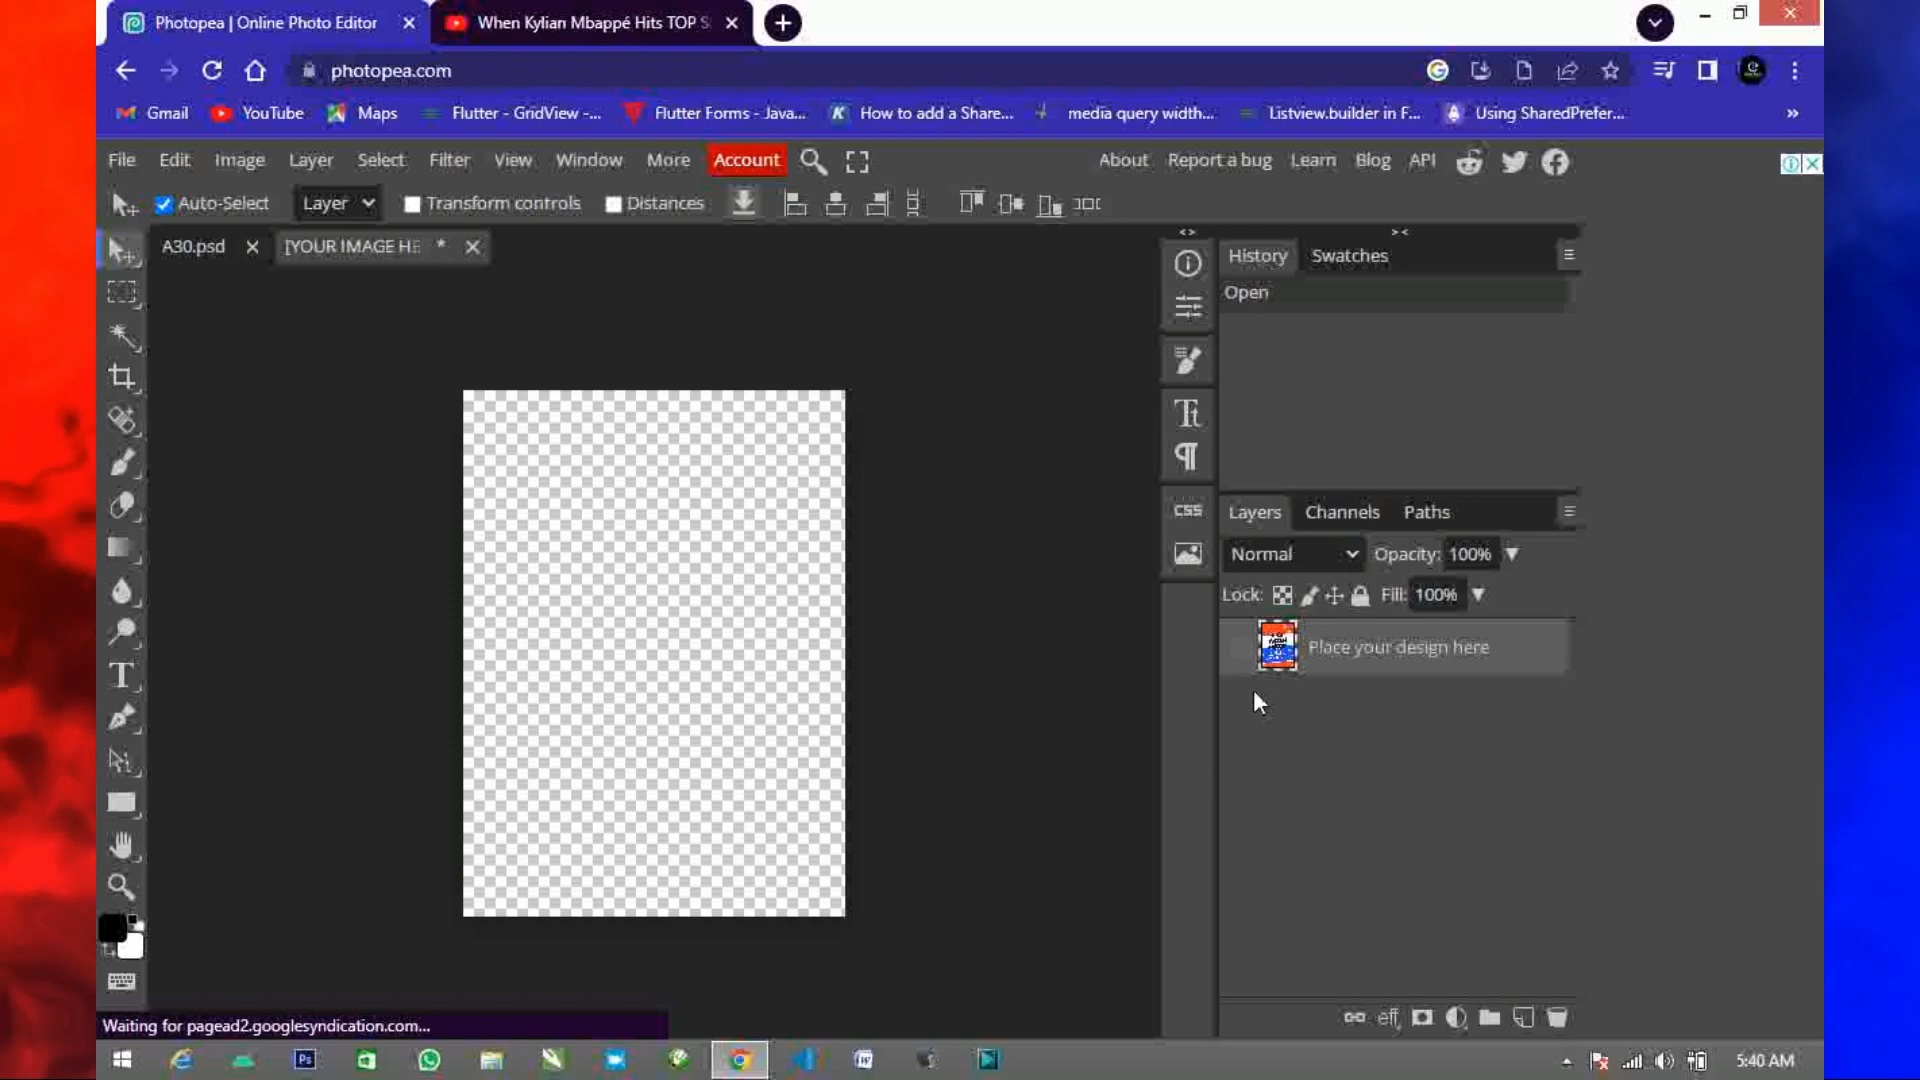 Photopea | Online Photo Editor
When Kylian Mbappé Hits TOP S
photopea.com
Gmail YouTube Maps Flutter - GridView -... Flutter Forms - Java... How to add a Share... media query width... Listview.builder in F... Using SharedPrefer... »
File Edit Image Layer Select Filter View Window More Account About Report a bug Learn Blog API
Auto-Select Layer Transform controls Distances
A30.psd [YOUR IMAGE HE *
History Swatches
Open
CSS
Layers Channels Paths
Normal Opacity: 100%
Lock: Fill: 100%
Place your design here
eff
Waiting for pagead2.googlesyndication.com...
Ps
5:40 AM